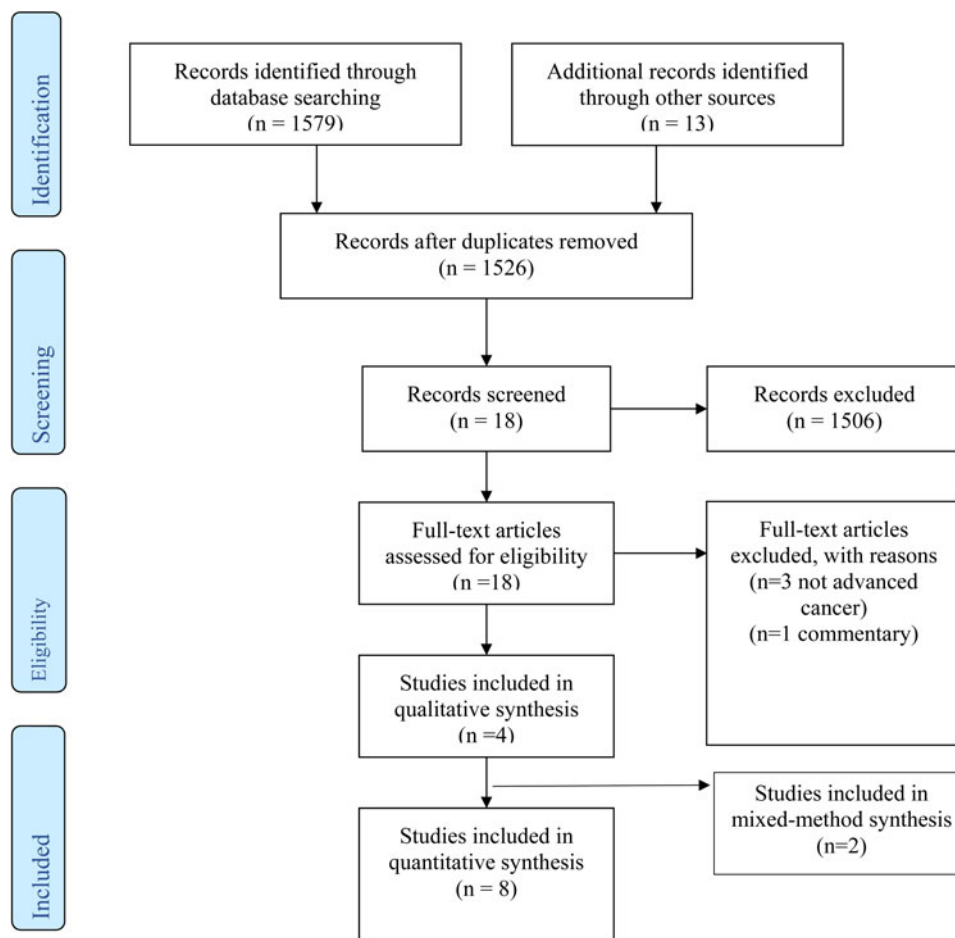 Identification
Records identified through
database searching
(n = 1579)
Additional records identified
through other sources
(n = 13)
Records after duplicates removed
(n = 1526)
Screening
Records screened
(n = 18)
Records excluded
(n = 1506)
Eligibility
Full-text articles
assessed for eligibility
(n =18)
Full-text articles
excluded, with reasons
(n=3 not advanced
cancer)
(n=1 commentary)
Studies included in
qualitative synthesis
(n =4)
Included
Studies included in
mixed-method synthesis
(n=2)
Studies included in
quantitative synthesis
(n = 8)